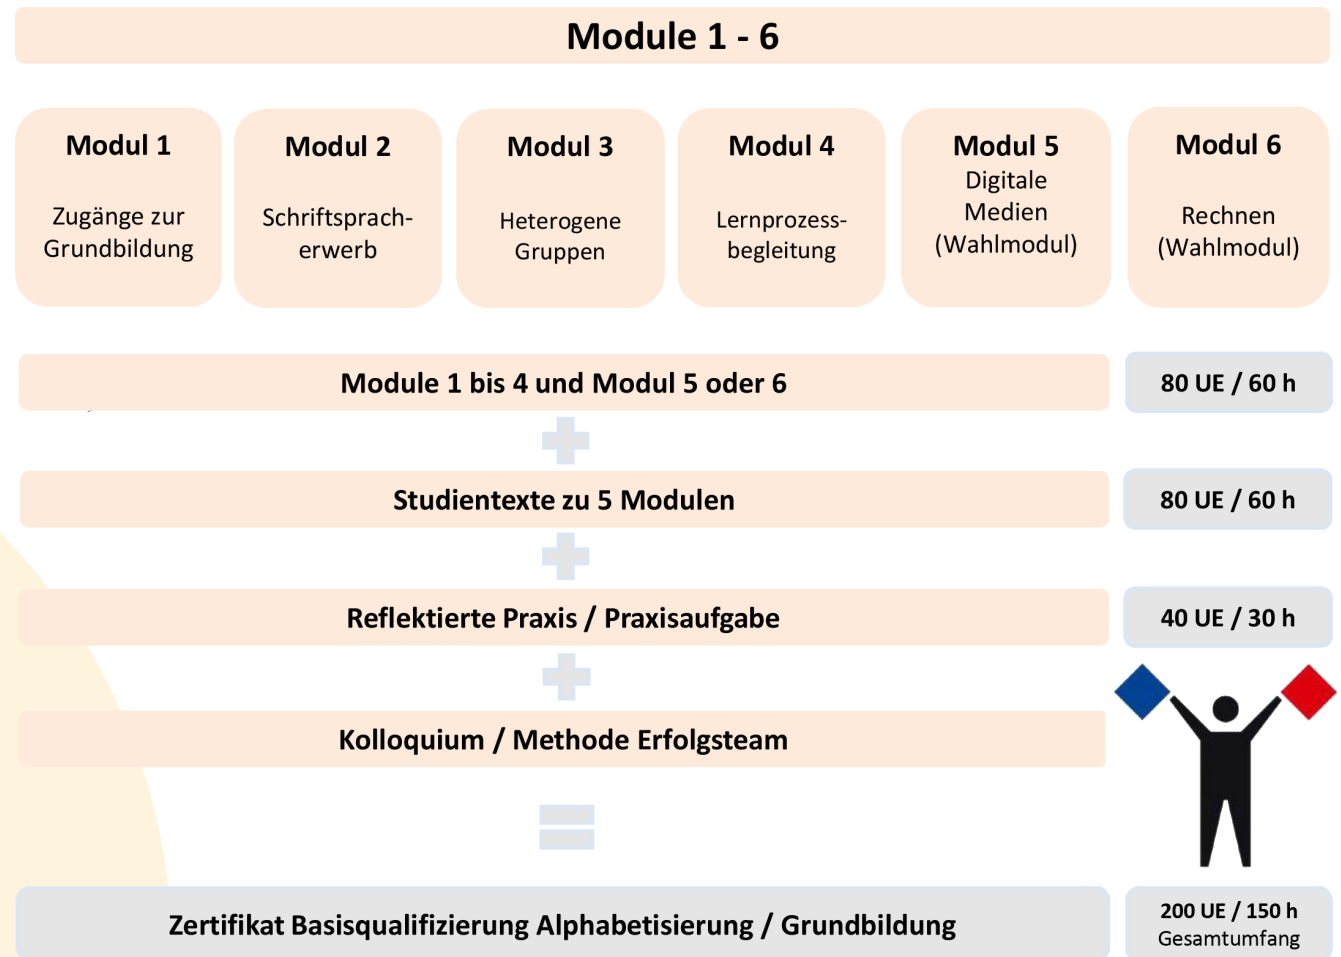 Module 1 - 6
Modul 1
Zugänge zur
Grundbildung
Modul 2
Schriftsprach-
erwerb
Modul 3
Heterogene
Gruppen
Modul 4
Lernprozess-
begleitung
Modul 5
Digitale
Medien
(Wahlmodul)
Modul 6
Rechnen
(Wahlmodul)
Module 1 bis 4 und Modul 5 oder 6
80 UE / 60 h
Studientexte zu 5 Modulen
80 UE / 60 h
Reflektierte Praxis / Praxisaufgabe
40 UE / 30 h
Kolloquium / Methode Erfolgsteam
Zertifikat Basisqualifizierung Alphabetisierung / Grundbildung
200 UE / 150 h
Gesamtumfang